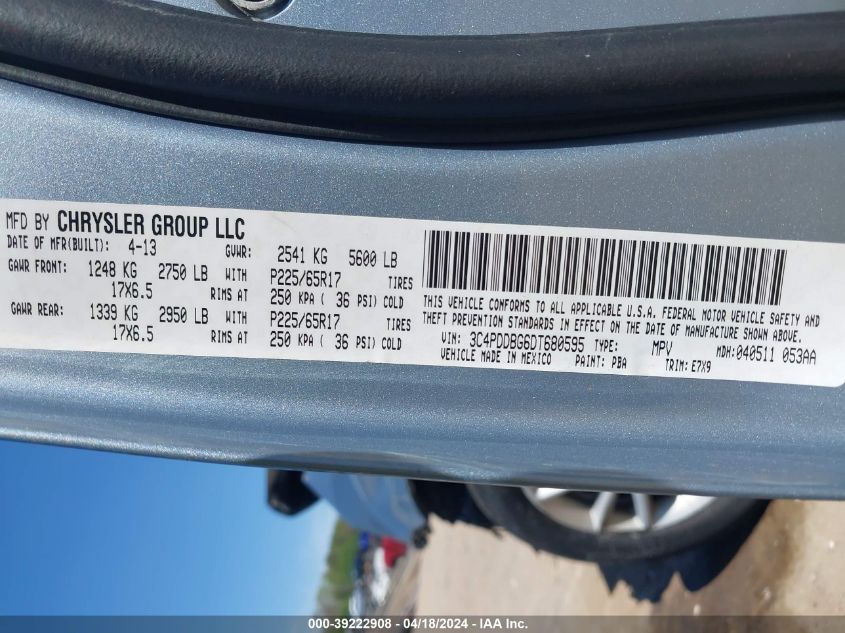 MFD BY CHRYSLER GROUP LLC
DATE OF MFR(BUILT): 4-13 GVWR: 2541 KG 5600 LB
GAWR FRONT: 1248 KG 2750 LB WITH P225/65R17 TIRES
17X6.5 RIMS AT 250 KPA ( 36 PSI) COLD
GAWR REAR: 1339 KG 2950 LB WITH P225/65R17 TIRES
17X6.5 RIMS AT 250 KPA ( 36 PSI) COLD
THIS VEHICLE CONFORMS TO ALL APPLICABLE U.S.A. FEDERAL MOTOR VEHICLE SAFETY AND
THEFT PREVENTION STANDARDS IN EFFECT ON THE DATE OF MANUFACTURE SHOWN ABOVE.
VIN: 3C4PDDBG6DT680595 TYPE: MPV MDH: 040511 053AA
VEHICLE MADE IN MEXICO PAINT: PBA TRIM: E7X9
000-39222908 - 04/18/2024 - IAA Inc.